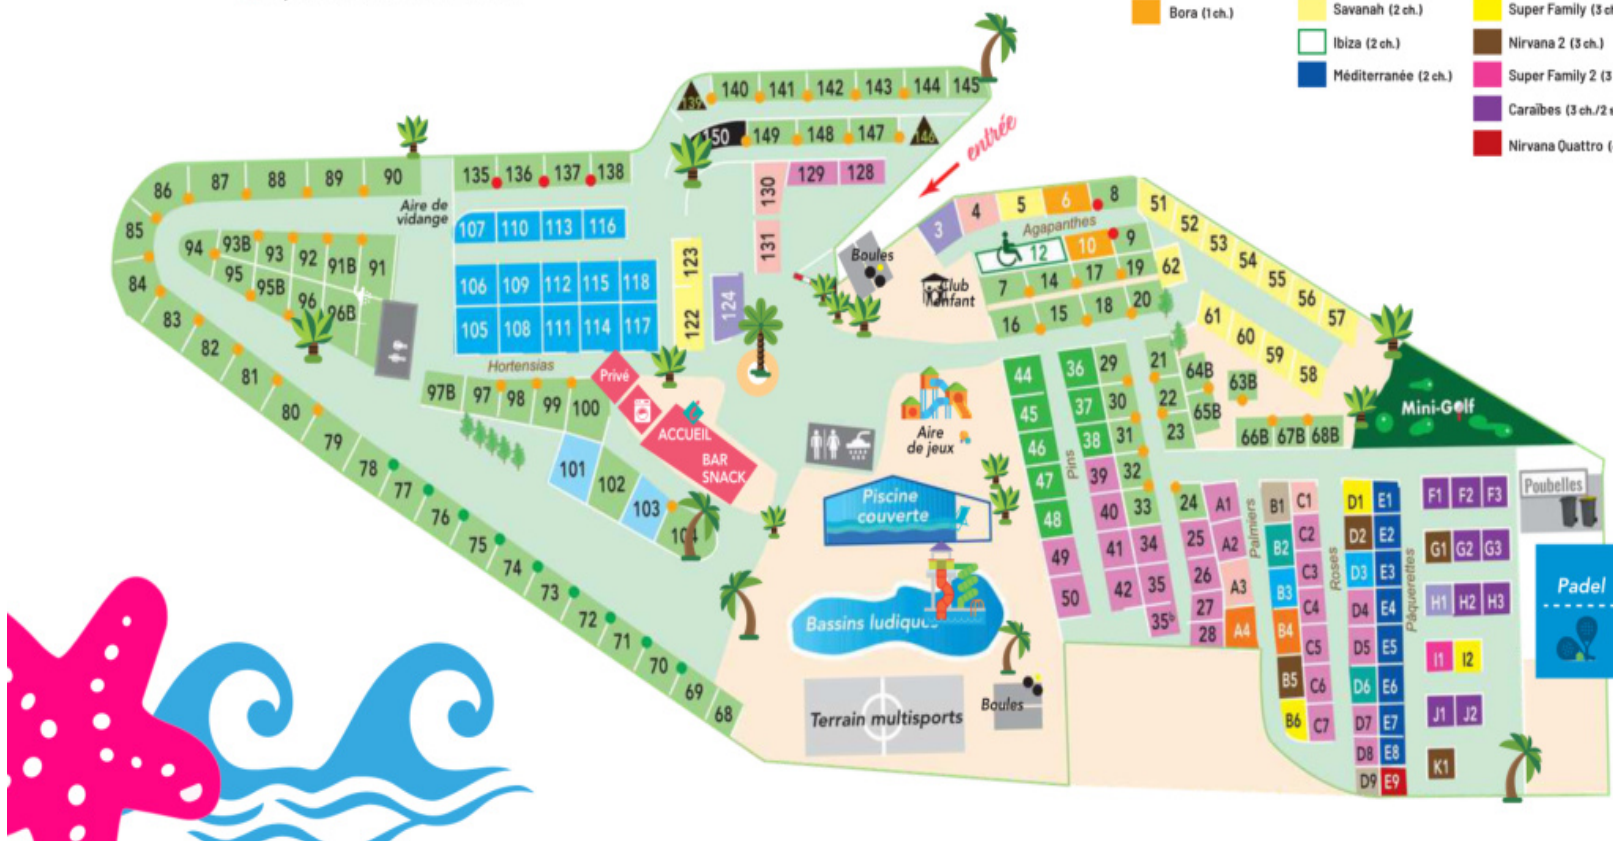 Bora (1 ch.)
Savanah (2 ch.)
Ibiza (2 ch.)
Méditerranée (2 ch.)
Super Family (3 ch
Nirvana 2 (3 ch.)
Super Family 2 (3
Caraïbes (3 ch./2 s
Nirvana Quattro (
139 140 141 142 143 144 145
150 149 148 147 146
entrée
130 129 128
131
86 87 88 89 90
135 136 137 138
Aire de
vidange
107 110 113 116
85 94 93B 93 92 91B 91
95 95B 96 96B
106 109 112 115 118
105 108 111 114 117
Hortensias
123
122
124
84
83
82
81
80
79
78
77
76
75
74
73
72
71
70
69
68
97B 97 98 99 100
101 102 103 104
Privé
ACCUEIL
BAR
SNACK
Boules
Club
3 4 5 6 8
Agapanthes
12 10 9
7 14 17 19 62
16 15 18 20
51 52 53 54 55 56 57
61 60 59 58
Mini-Golf
44 45 46 47 48 49 50
Pins
36 37 38 39 40 41 42
29 30 31 32 33 34 35 35b
21 22 23
64B 65B 63B
66B 67B 68B
24 25 26 27 28
A1 A2 A3 A4
Palmiers
B1 B2 B3 B4 B5 B6
C1 C2 C3 C4 C5 C6 C7
Roses
D1 D2 D3 D4 D5 D6 D7 D8 D9
E1 E2 E3 E4 E5 E6 E7 E8 E9
Pâquerettes
F1 F2 F3
G1 G2 G3
H1 H2 H3
I1 I2
J1 J2
K1
Poubelles
Padel
Aire
de jeux
Piscine
couverte
Bassins ludiques
Terrain multisports
Boules